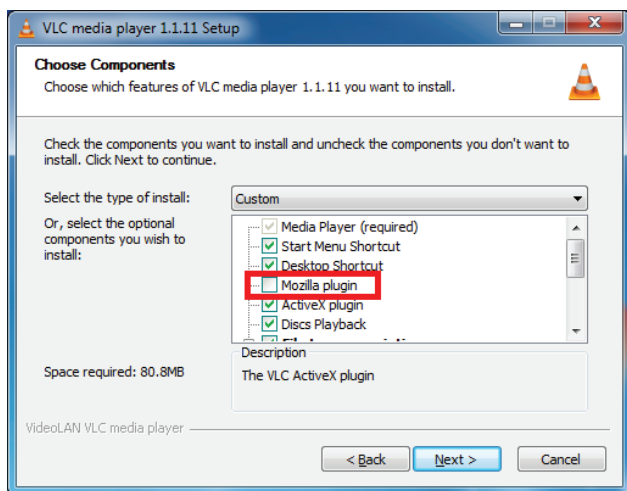 VLC media player 1.1.11 Setup
Choose Components
Choose which features of VLC media player 1.1.11 you want to install.
Check the components you want to install and uncheck the components you don't want to
install. Click Next to continue.
Select the type of install:
Custom
Or, select the optional
components you wish to
install:
Media Player (required)
Start Menu Shortcut
Desktop Shortcut
Mozilla plugin
ActiveX plugin
Discs Playback
Description
Space required: 80.8MB
The VLC ActiveX plugin
VideoLAN VLC media player
< Back
Next >
Cancel